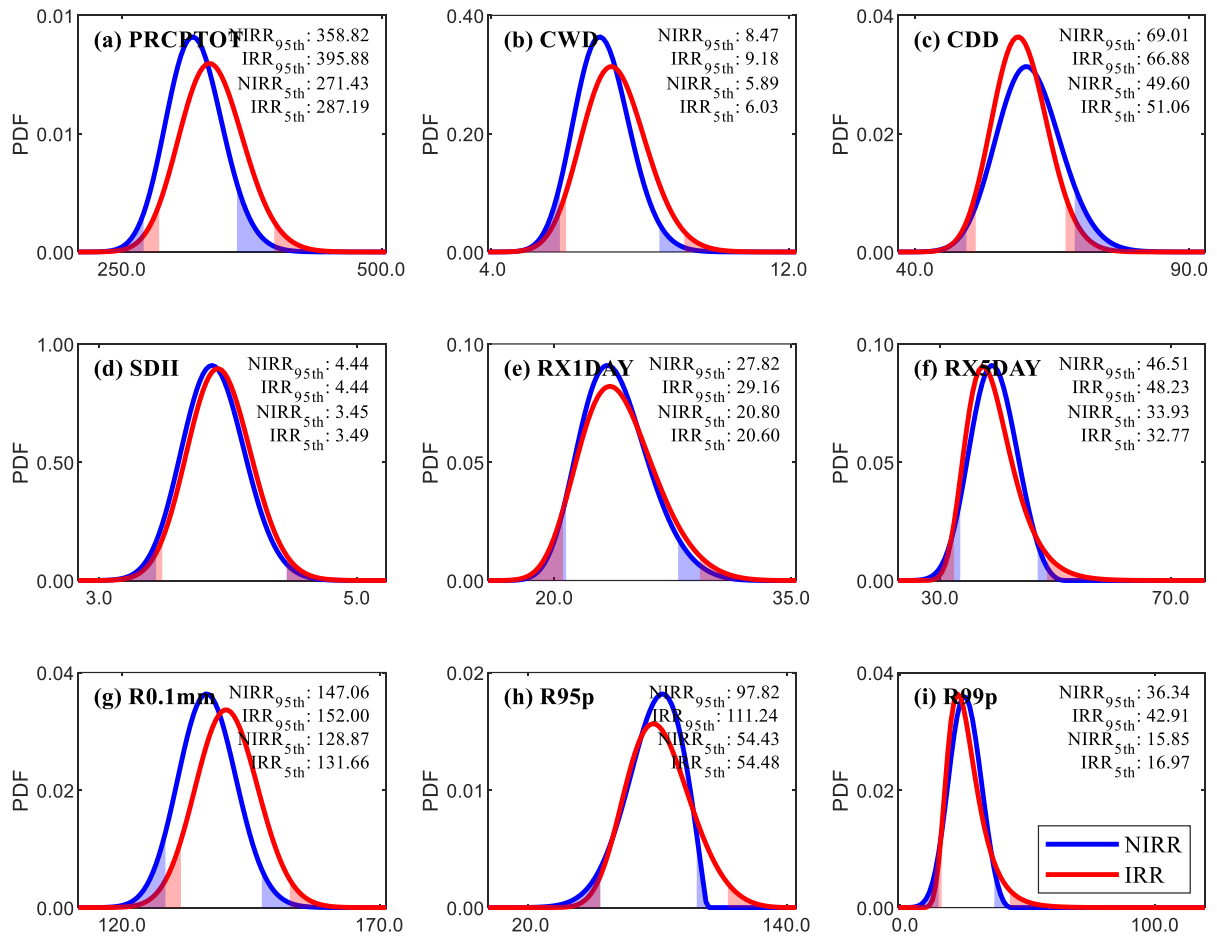 0.01
0.01
0.00
PDF
(a) PRCPTOT
NIRR95th: 358.82
IRR95th: 395.88
NIRR5th: 271.43
IRR5th: 287.19
250.0 500.0
0.40
0.20
0.00
PDF
(b) CWD
NIRR95th: 8.47
IRR95th: 9.18
NIRR5th: 5.89
IRR5th: 6.03
4.0 12.0
0.04
0.02
0.00
PDF
(c) CDD
NIRR95th: 69.01
IRR95th: 66.88
NIRR5th: 49.60
IRR5th: 51.06
40.0 90.0
1.00
0.50
0.00
PDF
(d) SDII
NIRR95th: 4.44
IRR95th: 4.44
NIRR5th: 3.45
IRR5th: 3.49
3.0 5.0
0.10
0.05
0.00
PDF
(e) RX1DAY
NIRR95th: 27.82
IRR95th: 29.16
NIRR5th: 20.80
IRR5th: 20.60
20.0 35.0
0.10
0.05
0.00
PDF
(f) RX5DAY
NIRR95th: 46.51
IRR95th: 48.23
NIRR5th: 33.93
IRR5th: 32.77
30.0 70.0
0.04
0.02
0.00
PDF
(g) R0.1mm
NIRR95th: 147.06
IRR95th: 152.00
NIRR5th: 128.87
IRR5th: 131.66
120.0 170.0
0.02
0.01
0.00
PDF
(h) R95p
NIRR95th: 97.82
IRR95th: 111.24
NIRR5th: 54.43
IRR5th: 54.48
20.0 140.0
0.04
0.02
0.00
PDF
(i) R99p
NIRR95th: 36.34
IRR95th: 42.91
NIRR5th: 15.85
IRR5th: 16.97
NIRR
IRR
0.0 100.0